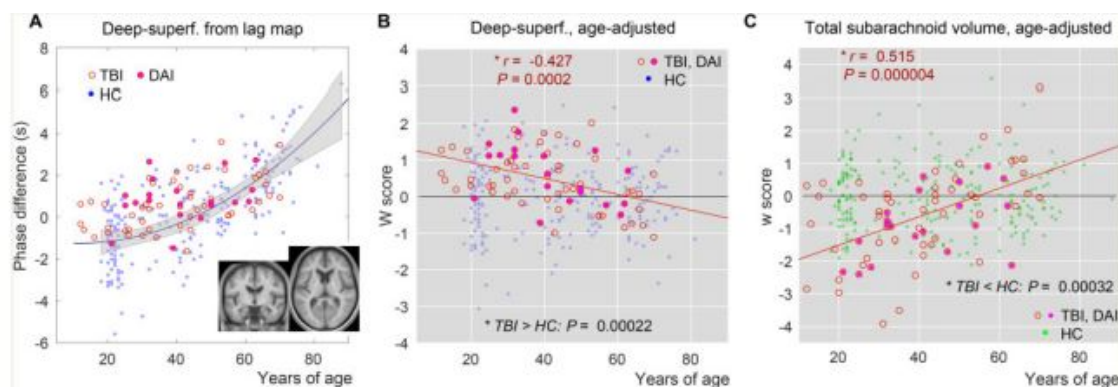 A
Deep-superf. from lag map
TBI
DAI
HC
Phase difference (s)
8
6
4
2
0
-2
-4
-6
20
40
60
80
Years of age
B
Deep-superf., age-adjusted
* r = -0.427
P = 0.0002
TBI, DAI
HC
W score
4
3
2
1
0
-1
-2
-3
-4
* TBI > HC: P = 0.00022
20
40
60
80
Years of age
C
Total subarachnoid volume, age-adjusted
* r = 0.515
P = 0.000004
w score
4
3
2
1
0
-1
-2
-3
-4
* TBI < HC: P = 0.00032
TBI, DAI
HC
20
40
60
80
Years of age